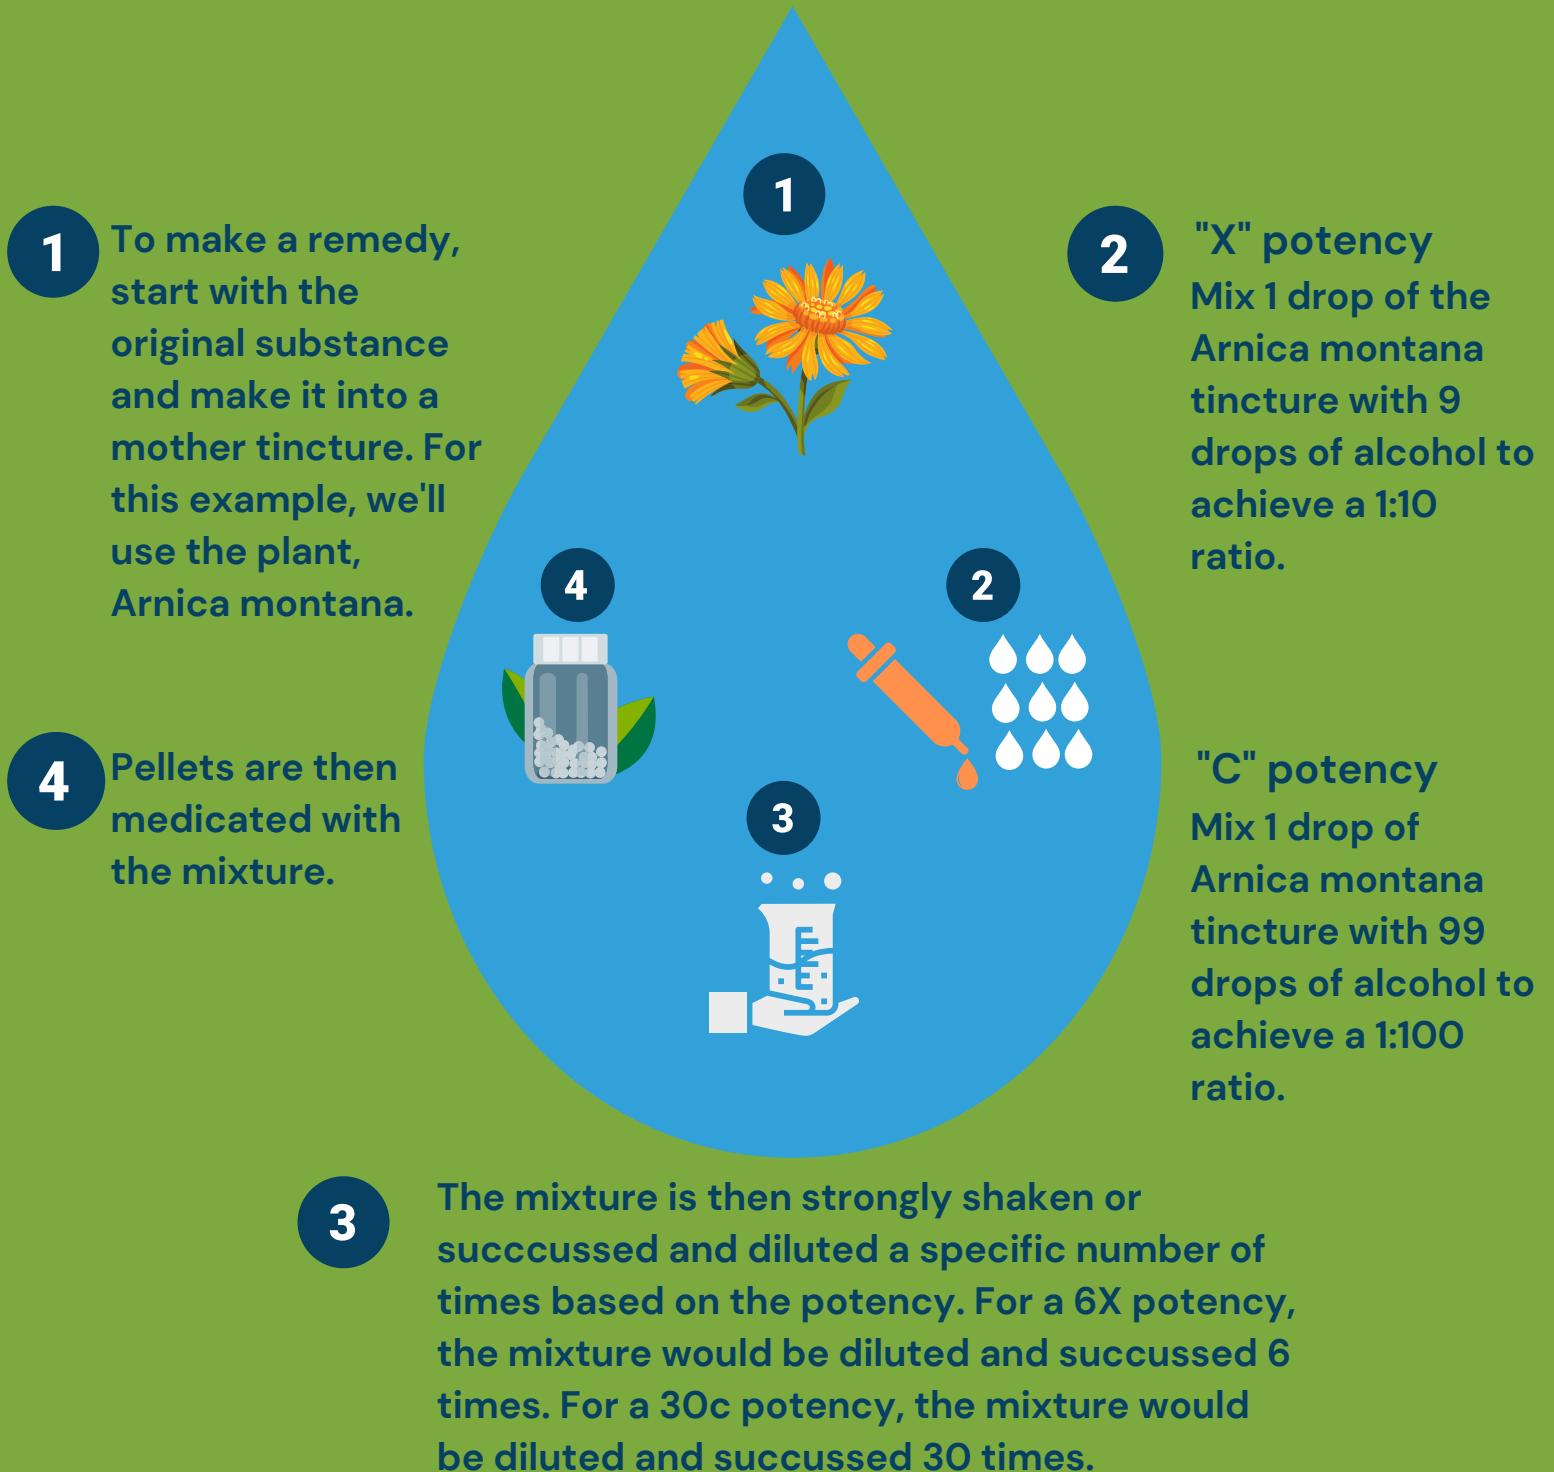 1
1
To make a remedy,
start with the
original substance
and make it into a
mother tincture. For
this example, we'll
use the plant,
Arnica montana.
2
"X" potency
Mix 1 drop of the
Arnica montana
tincture with 9
drops of alcohol to
achieve a 1:10
ratio.
4
2
"C" potency
Mix 1 drop of
Arnica montana
tincture with 99
drops of alcohol to
achieve a 1:100
ratio.
3
3
The mixture is then strongly shaken or
succcussed and diluted a specific number of
times based on the potency. For a 6X potency,
the mixture would be diluted and succussed 6
times. For a 30c potency, the mixture would
be diluted and succussed 30 times.
4
Pellets are then
medicated with
the mixture.